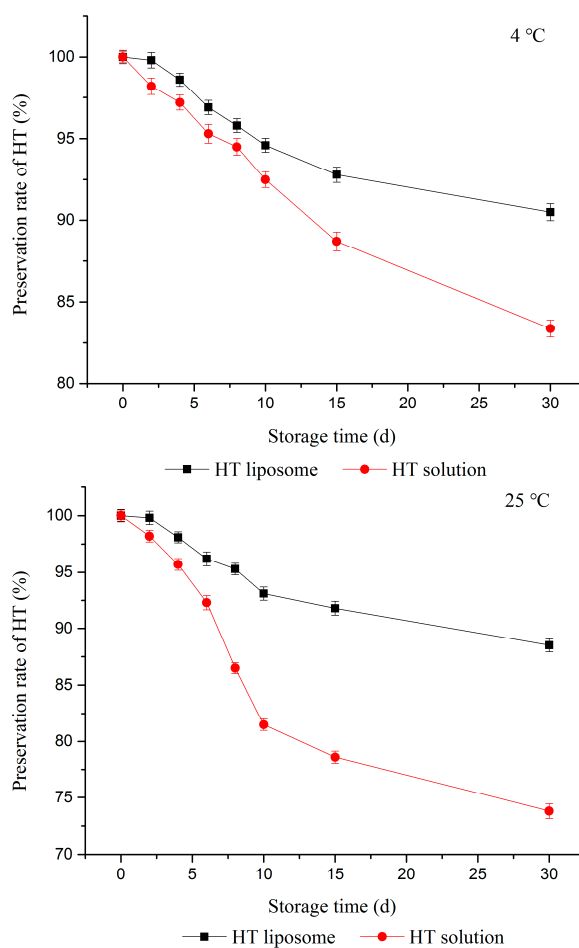 4 ℃
100
95
90
85
80
Preservation rate of HT (%)
0 5 10 15 20 25 30
Storage time (d)
HT liposome HT solution
25 ℃
100
95
90
85
80
75
70
Preservation rate of HT (%)
0 5 10 15 20 25 30
Storage time (d)
HT liposome HT solution